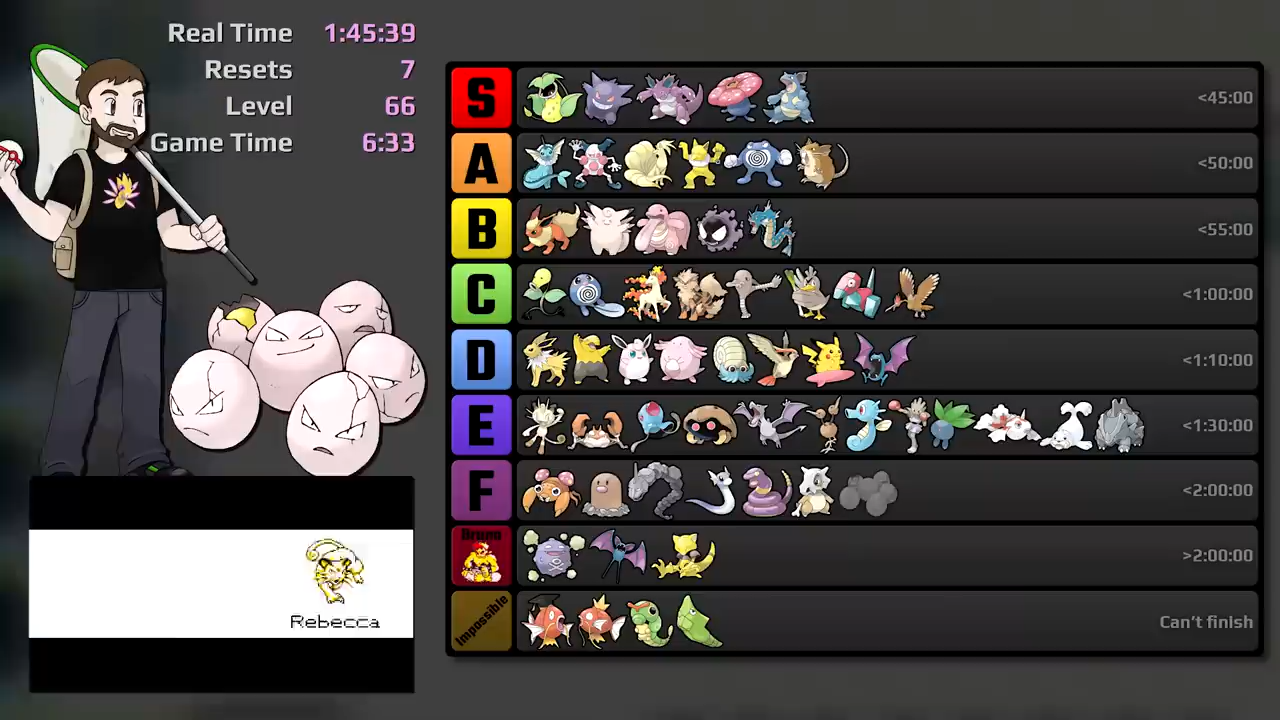 Real Time 1:45:39
Resets 7
Level 66
Game Time 6:33
S <45:00
A <50:00
B <55:00
C <1:00:00
D <1:10:00
E <1:30:00
F <2:00:00
Bruno >2:00:00
Impossible Can't finish
Rebecca